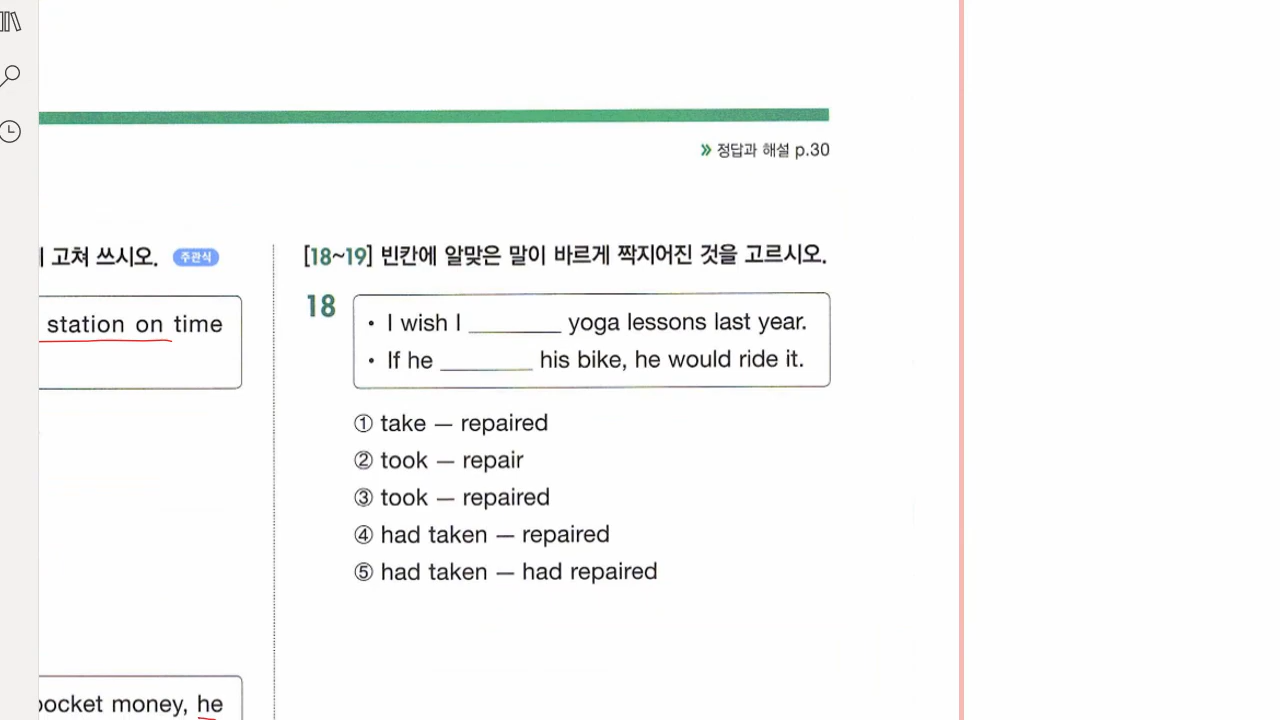 » 정답과 해설 p.30
고쳐 쓰시오. 주관식
station on time
pocket money, he
[18~19] 빈칸에 알맞은 말이 바르게 짝지어진 것을 고르시오.
18
• I wish I ________ yoga lessons last year.
• If he ________ his bike, he would ride it.
① take — repaired
② took — repair
③ took — repaired
④ had taken — repaired
⑤ had taken — had repaired